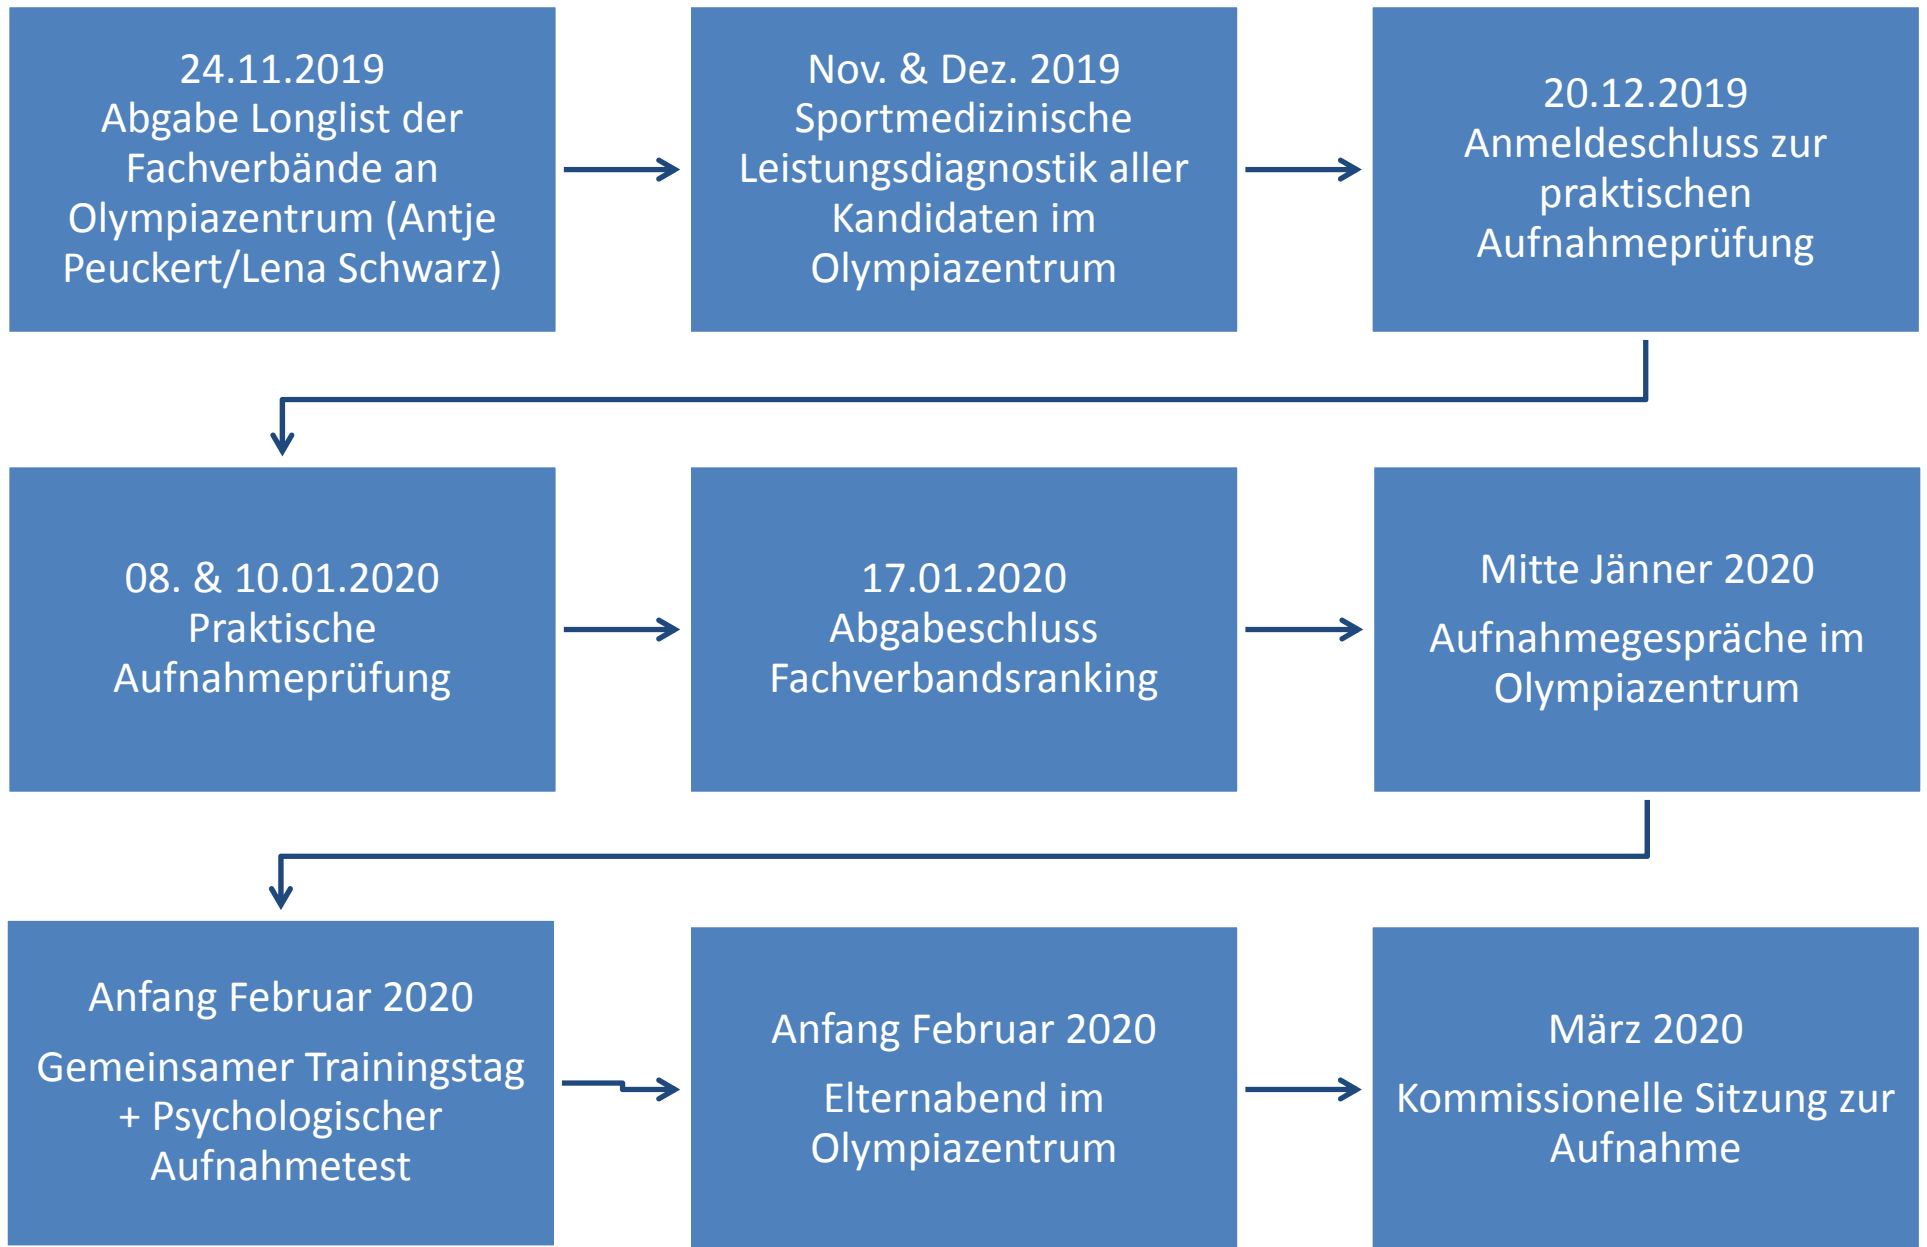 24.11.2019
Abgabe Longlist der
Fachverbände an
Olympiazentrum (Antje
Peuckert/Lena Schwarz)
Nov. & Dez. 2019
Sportmedizinische
Leistungsdiagnostik aller
Kandidaten im
Olympiazentrum
20.12.2019
Anmeldeschluss zur
praktischen
Aufnahmeprüfung
08. & 10.01.2020
Praktische
Aufnahmeprüfung
17.01.2020
Abgabeschluss
Fachverbandsranking
Mitte Jänner 2020
Aufnahmegespräche im
Olympiazentrum
Anfang Februar 2020
Gemeinsamer Trainingstag
+ Psychologischer
Aufnahmetest
Anfang Februar 2020
Elternabend im
Olympiazentrum
März 2020
Kommissionelle Sitzung zur
Aufnahme